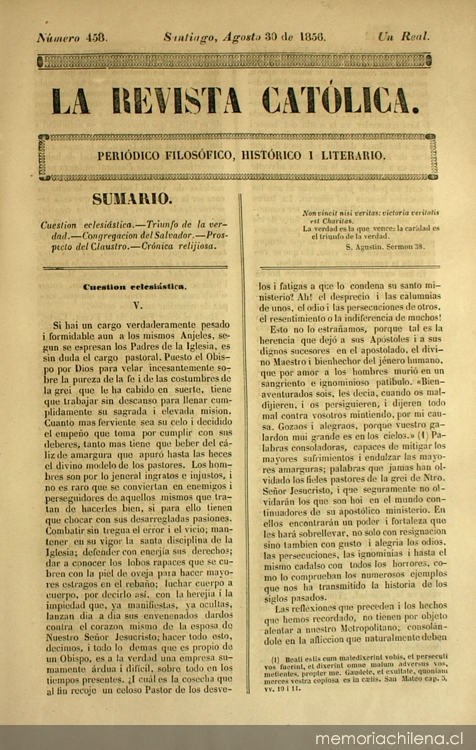 Número 458. Santiago, Agosto 30 de 1856. Un Real.
LA REVISTA CATÓLICA.
PERIÓDICO FILOSÓFICO, HISTÓRICO I LITERARIO.
SUMARIO.
Cuestion eclesiástica.—Triunfo de la ver-
dad.—Congregacion del Salvador.—Pros-
pecto del Claustro.—Crónica relijiosa.
Cuestion eclesiástica.
V.
Si hai un cargo verdaderamente pesado
i formidable aun a los mismos Anjeles, se-
gun se espresan los Padres de la Iglesia, es
sin duda el cargo pastoral. Puesto el Obis-
po por Dios para velar incesantemente so-
bre la pureza de la fe i de las costumbres de
la grei que le ha cabido en suerte, tiene
que trabajar sin descanso para llenar cum-
plidamente su sagrada i elevada mision.
Cuanto mas ferviente sea su celo i decidido
el empeño que toma por cumplir con sus
deberes, tanto mas tiene que beber del cá-
liz de amargura que apuró hasta las heces
el divino modelo de los pastores. Los hom-
bres son por lo jeneral ingratos e injustos, i
no es raro que se conviertan en enemigos i
perseguidores de aquellos mismos que tra-
tan de hacerles bien, si para ello tienen
que chocar con sus desarregladas pasiones.
Combatir sin tregua el error i el vicio; man-
tener en su vigor la santa disciplina de la
Iglesia; defender con enerjía sus derechos;
dar a conocer los lobos rapaces que se cu-
bren con la piel de oveja para hacer mayo-
res estragos en el rebaño; luchar cuerpo a
cuerpo, por decirlo así, con la herejía i la
impiedad que, ya manifiestas, ya ocultas,
lanzan dia a dia sus envenenados dardos
contra el corazon mismo de la esposa de
Nuestro Señor Jesucristo; hacer todo esto,
decimos, i todo lo demas que es propio de
un Obispo, es a la verdad una empresa su-
mamente árdua i difícil, sobre todo en los
tiempos presentes. ¿I cuál es la cosecha que
al fin recoje un celoso Pastor de los desve-
Non vincit nisi veritas: victoria veritatis
est Charitas.
La verdad es la que vence: la caridad es
el triunfo de la verdad.
S. Agustin. Sermon 38.
los i fatigas a que lo condena su santo mi-
nisterio? Ah! el desprecio i las calumnias
de unos, el odio i las persecuciones de otros,
el resentimiento o la indiferencia de muchos!
Esto no lo estrañamos, porque tal es la
herencia que dejó a sus Apóstoles i a sus
dignos sucesores en el apostolado, el divi-
no Maestro i bienhechor del jénero humano,
que por amor a los hombres murió en un
sangriento e ignominioso patíbulo. «Bien-
aventurados sois, les decia, cuando os mal-
dijeren, i os persiguieren, i dijeren todo
mal contra vosotros mintiendo, por mi cau-
sa. Gozaos i alegraos, porque vuestro ga-
lardon mui grande es en los cielos.» (1) Pa-
labras consoladoras, capaces de mitigar los
mayores sufrimientos i endulzar las mayo-
res amarguras; palabras que jamas han ol-
vidado los fieles pastores de la grei de Ntro.
Señor Jesucristo, i que seguramente no ol-
vidarán los que son hoi en el mundo con-
tinuadores de su apostólico ministerio. En
ellos encontrarán un poder i fortaleza que
les hará sobrellevar, no solo con resignacion
sino tambien con gusto i alegria los odios,
las persecuciones, las ignominias i hasta el
mismo cadalso con todos los horrores, co-
mo lo comprueban los numerosos ejemplos
que nos ha transmitido la historia de los
siglos pasados.
Las reflexiones que preceden i los hechos
que hemos recordado, no tienen por objeto
alentar a nuestro Metropolitano, consolán-
dole en la afliccion que naturalmente deben
(1) Beati estis cum maledixerint vobis, et persecuti
vos fuerint, et dixerint omne malum adversus vos,
mentientes, propter me. Gaudete, et exultate, quoniam
merces vestra copiosa es in cœlis. San Mateo cap. 5,
vv. 10 i 11.
memoriachilena.cl